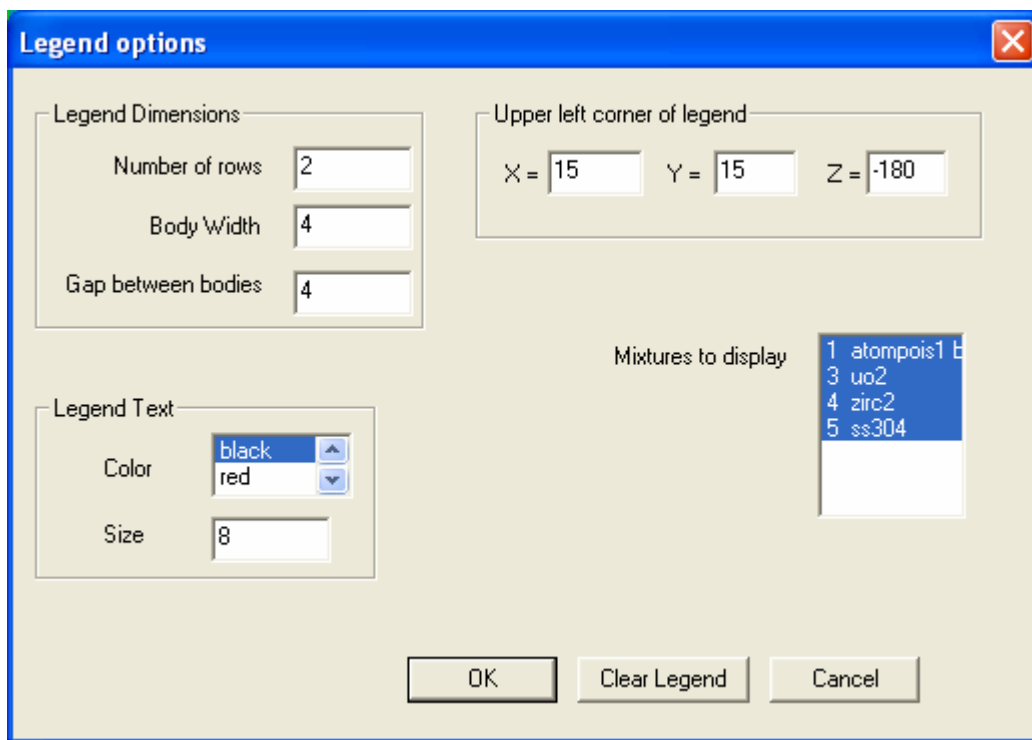 Legend options
Legend Dimensions
Number of rows 2
Body Width 4
Gap between bodies 4
Upper left corner of legend
X = 15 Y = 15 Z = -180
Mixtures to display
1 atompois1
3 uo2
4 zirc2
5 ss304
Legend Text
Color
black
red
Size 8
OK Clear Legend Cancel